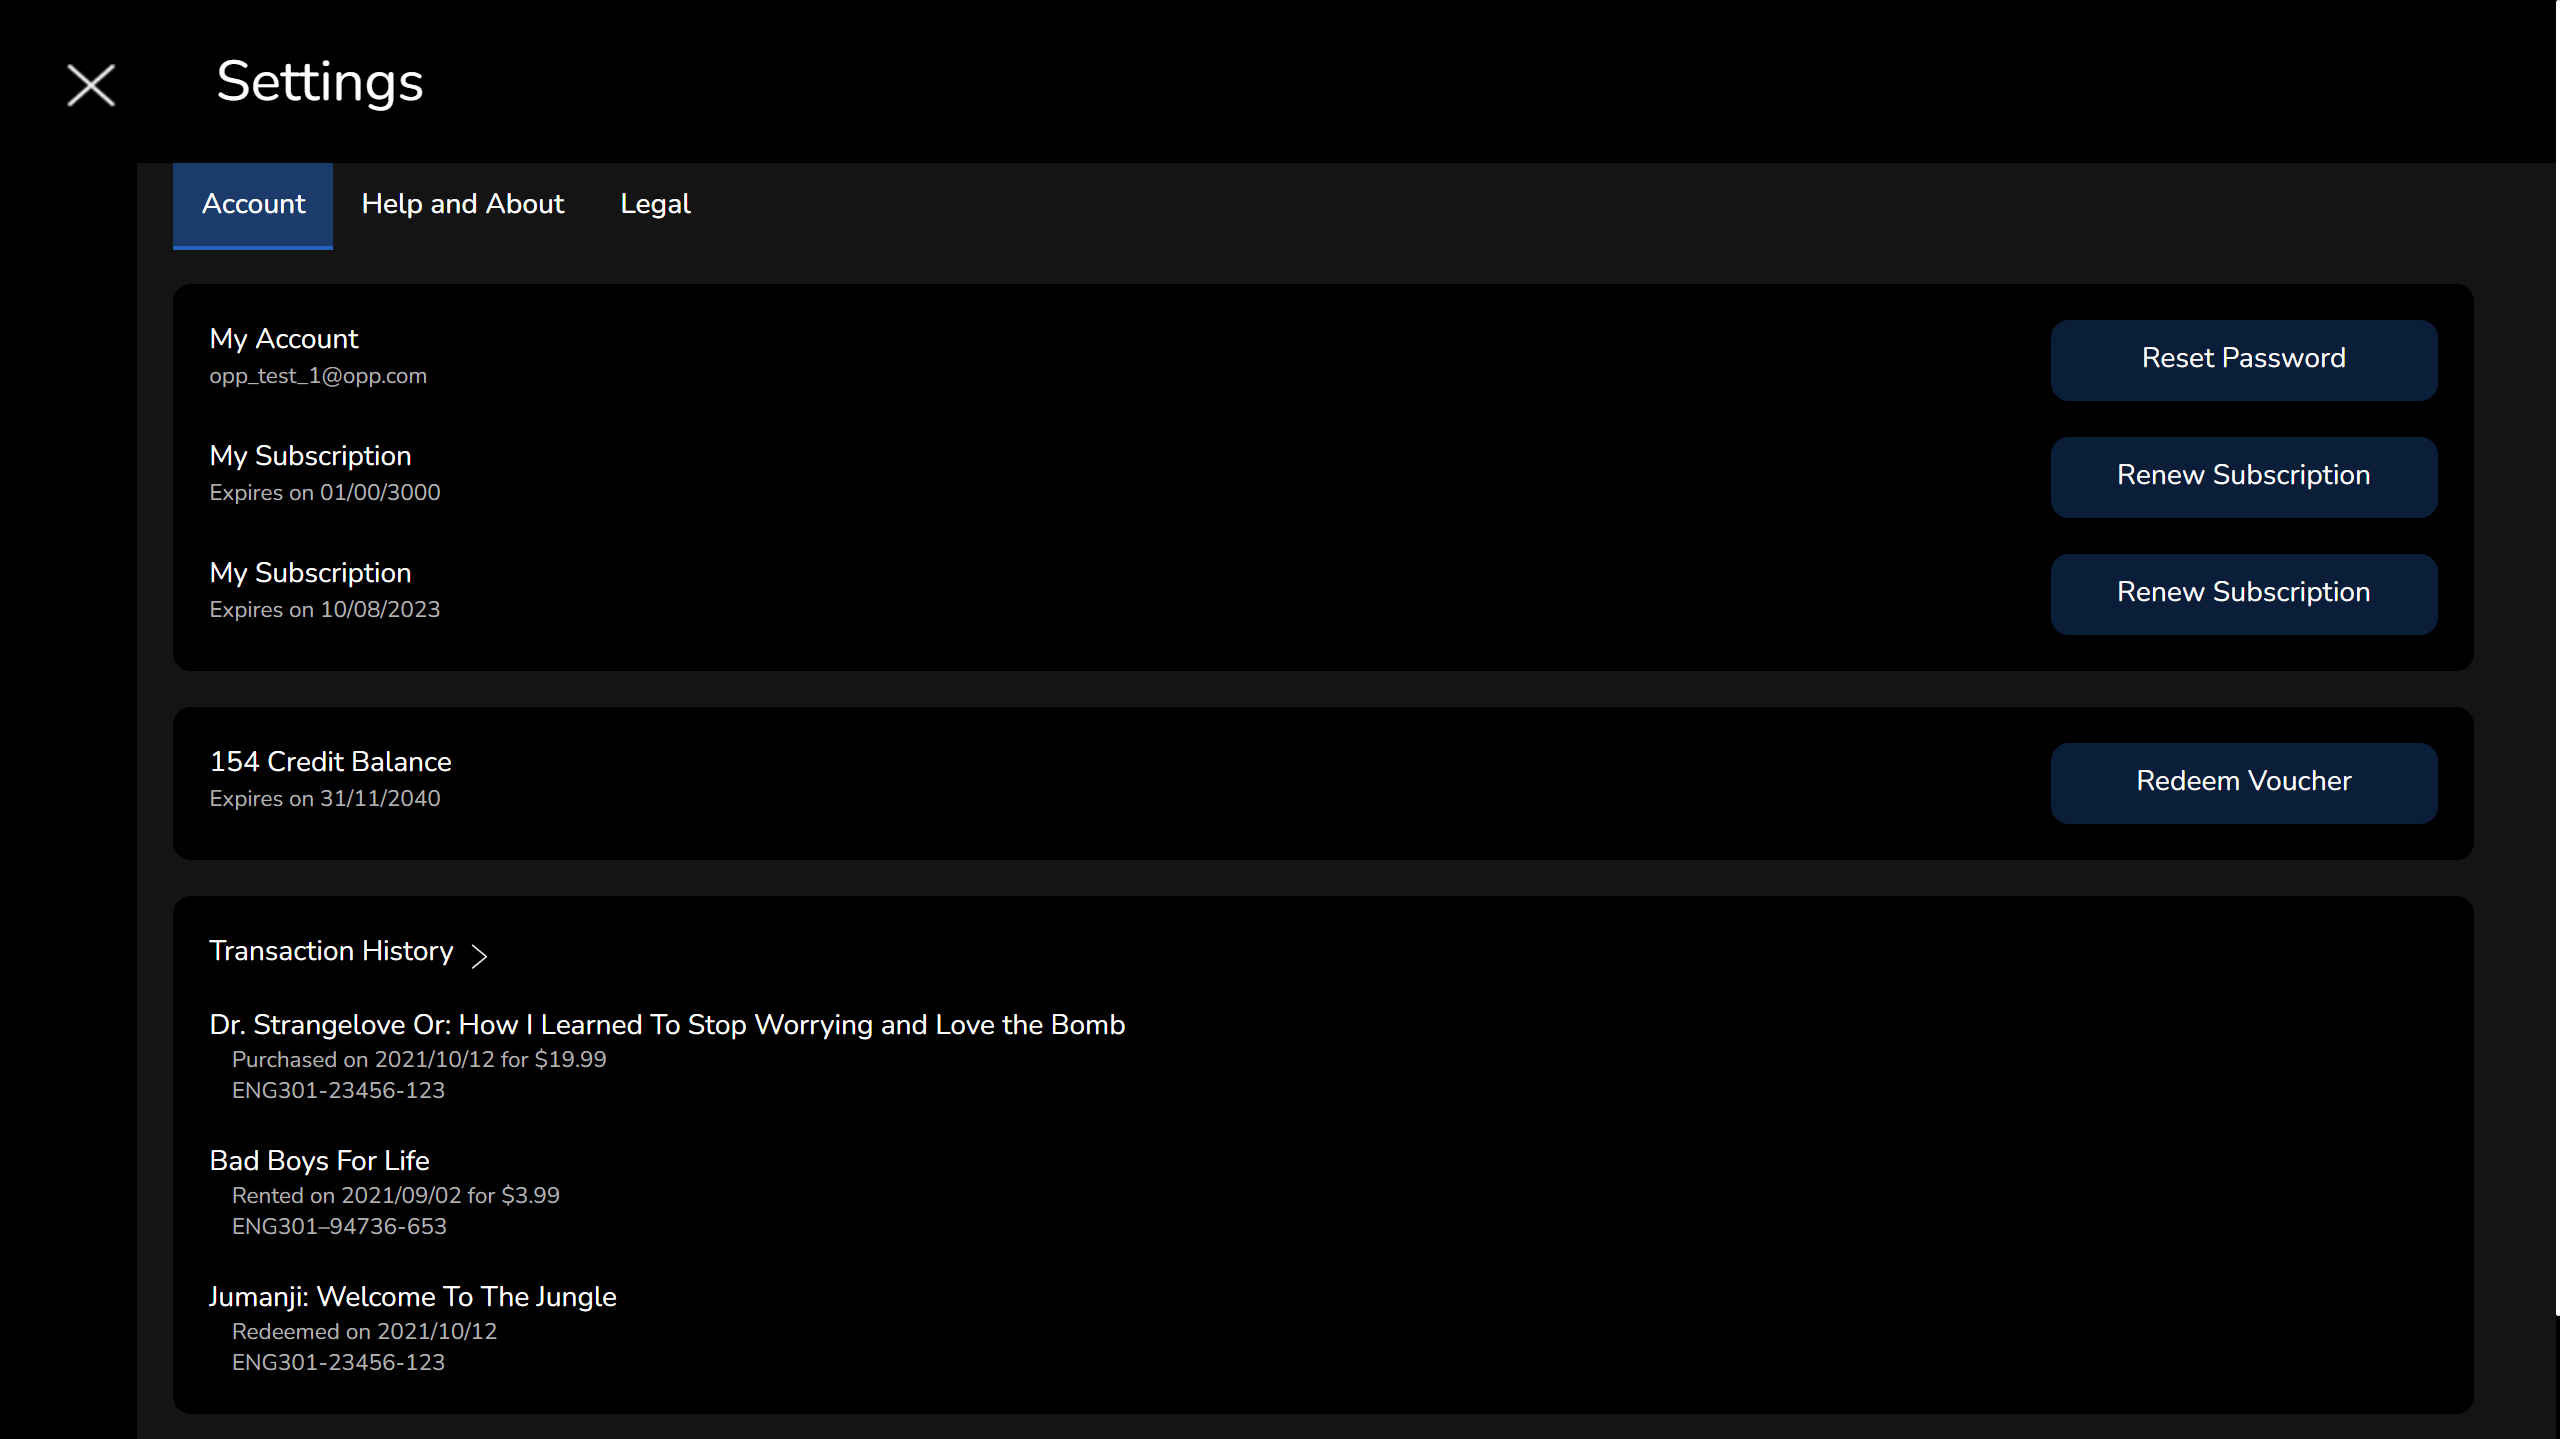 Settings
Account
Help and About
Legal
My Account
opp_test_1@opp.com
Reset Password
My Subscription
Expires on 01/00/3000
Renew Subscription
My Subscription
Expires on 10/08/2023
Renew Subscription
154 Credit Balance
Expires on 31/11/2040
Redeem Voucher
Transaction History
Dr. Strangelove Or: How I Learned To Stop Worrying and Love the Bomb
Purchased on 2021/10/12 for $19.99
ENG301-23456-123
Bad Boys For Life
Rented on 2021/09/02 for $3.99
ENG301–94736-653
Jumanji: Welcome To The Jungle
Redeemed on 2021/10/12
ENG301-23456-123